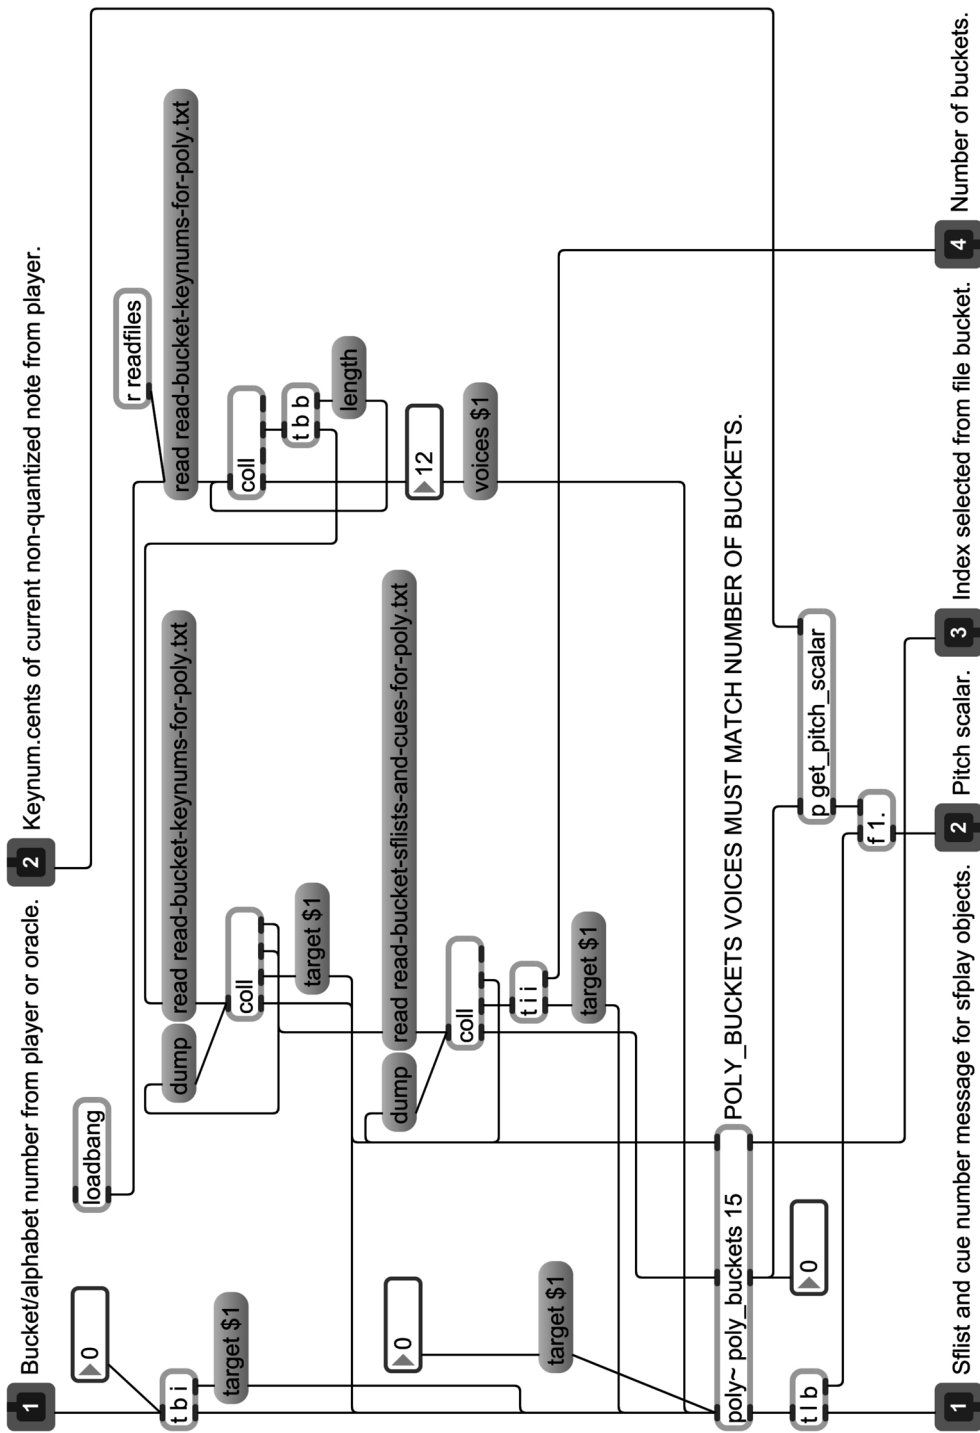 1 Bucket/alphabet number from player or oracle.
2 Keynum.cents of current non-quantized note from player.
loadbang
r readfiles
0
dump
read read-bucket-keynums-for-poly.txt
read read-bucket-keynums-for-poly.txt
t b i
target $1
coll
coll
t b b
target $1
length
0
dump
read read-bucket-sflists-and-cues-for-poly.txt
12
coll
voices $1
t i i
target $1
target $1
poly~ poly_buckets 15
POLY_BUCKETS VOICES MUST MATCH NUMBER OF BUCKETS.
t l b
0
p get_pitch_scalar
f 1.
1 Sflist and cue number message for sfplay objects.
2 Pitch scalar.
3 Index selected from file bucket.
4 Number of buckets.